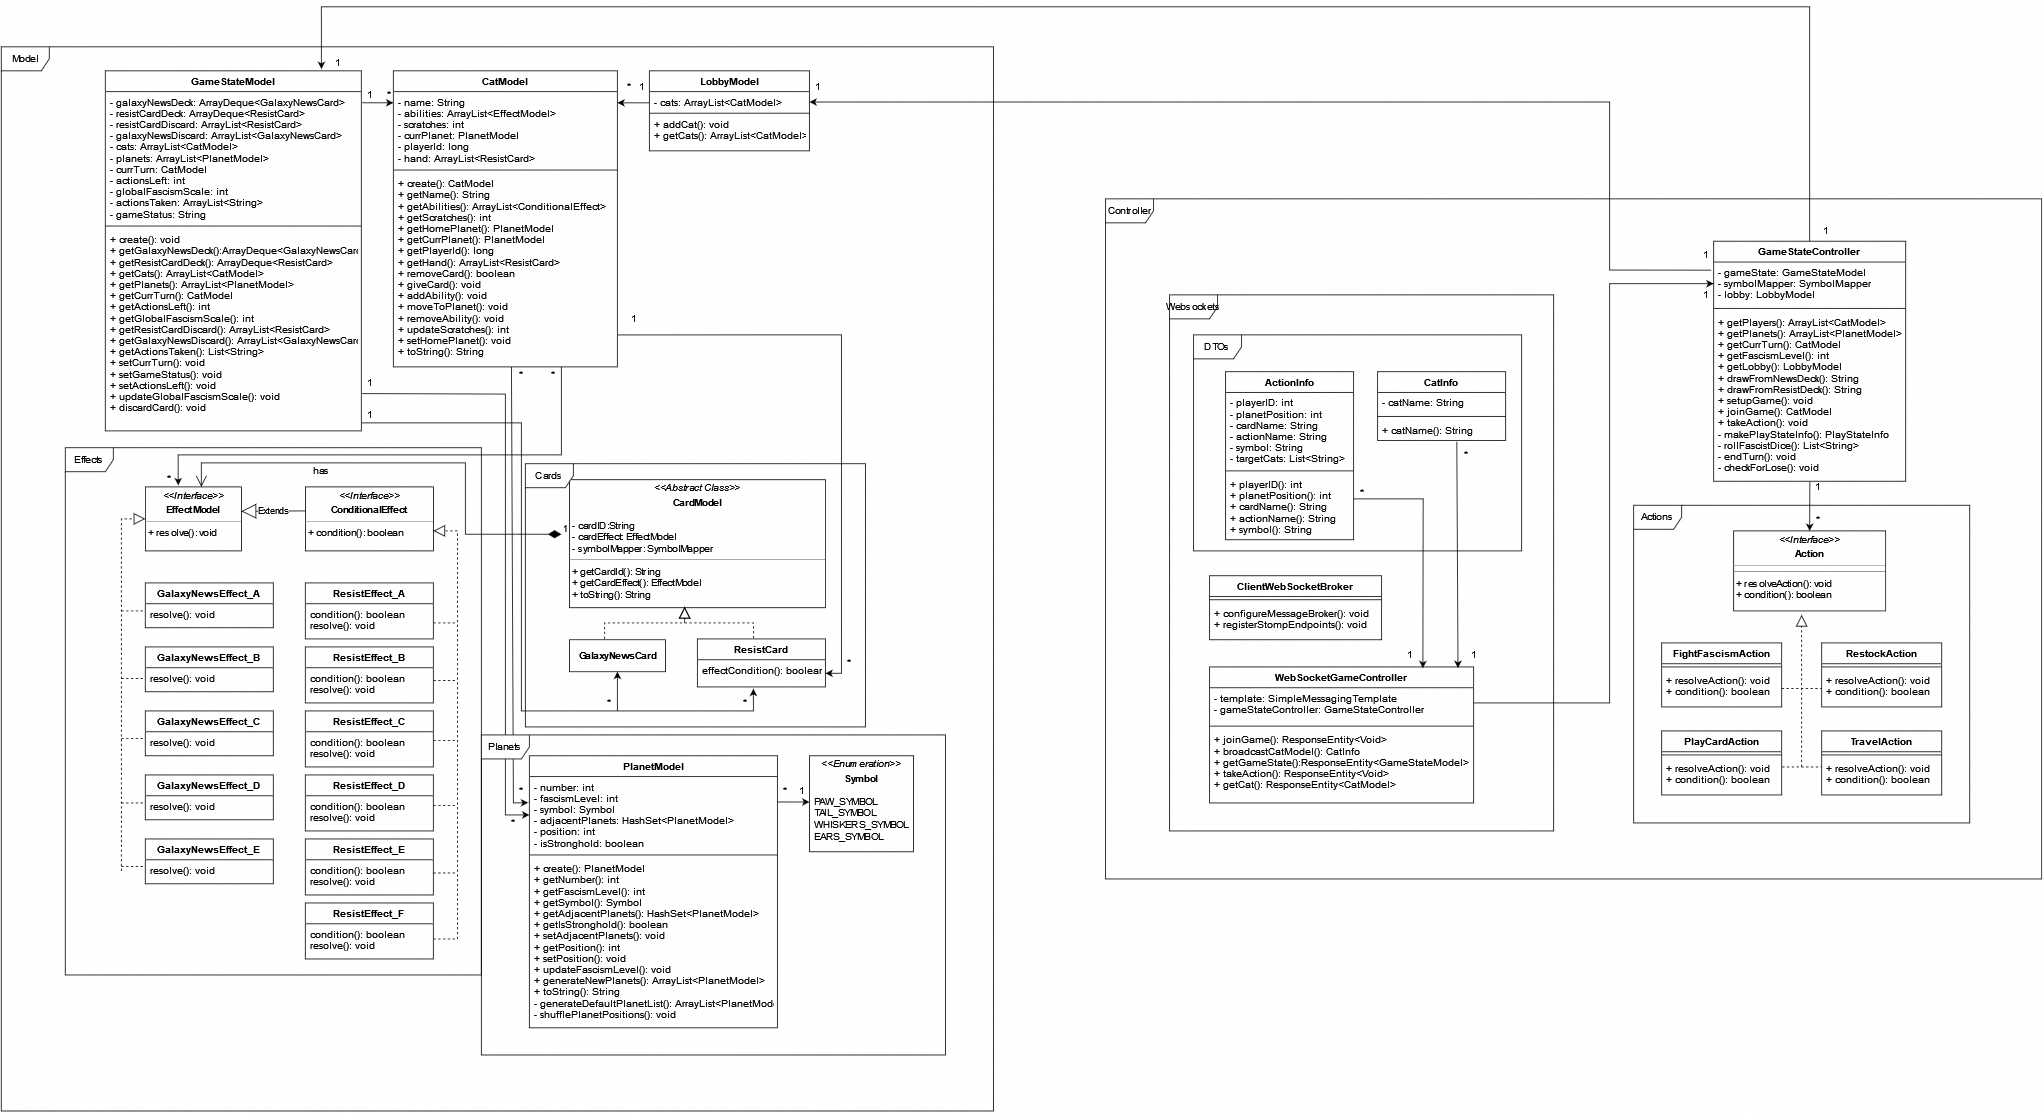 Model
1
GameStateModel
- galaxyNewsDeck: ArrayDeque<GalaxyNewsCard>
- resistCardDeck: ArrayDeque<ResistCard>
- resistCardDiscard: ArrayList<ResistCard>
- galaxyNewsDiscard: ArrayList<GalaxyNewsCard>
- cats: ArrayList<CatModel>
- planets: ArrayList<PlanetModel>
- currTurn: CatModel
- actionsLeft: int
- globalFascismScale: int
- actionsTaken: ArrayList<String>
- gameStatus: String
+ create(): void
+ getGalaxyNewsDeck():ArrayDeque<GalaxyNewsCar
+ getResistCardDeck(): ArrayDeque<ResistCard>
+ getCats(): ArrayList<CatModel>
+ getPlanets(): ArrayList<PlanetModel>
+ getCurrTurn(): CatModel
+ getActionsLeft(): int
+ getGlobalFascismScale(): int
+ getResistCardDiscard(): ArrayList<ResistCard>
+ getGalaxyNewsDiscard(): ArrayList<GalaxyNewsCar
+ getActionsTaken(): List<String>
+ setCurrTurn(): void
+ setGameStatus(): void
+ setActionsLeft(): void
+ updateGlobalFascismScale(): void
+ discardCard(): void
1
*
1
1
CatModel
- name: String
- abilities: ArrayList<EffectModel>
- scratches: int
- currPlanet: PlanetModel
- playerId: long
- hand: ArrayList<ResistCard>
+ create(): CatModel
+ getName(): String
+ getAbilities(): ArrayList<ConditionalEffect>
+ getScratches(): int
+ getHomePlanet(): PlanetModel
+ getCurrPlanet(): PlanetModel
+ getPlayerId(): long
+ getHand(): ArrayList<ResistCard>
+ removeCard(): boolean
+ giveCard(): void
+ addAbility(): void
+ moveToPlanet(): void
+ removeAbility(): void
+ updateScratches(): int
+ setHomePlanet(): void
+ toString(): String
1
* *
* 1
LobbyModel
- cats: ArrayList<CatModel>
+ addCat(): void
+ getCats(): ArrayList<CatModel>
1
Effects
has
*
<<Interface>>
EffectModel
+ resolve(): void
Extends
<<Interface>>
ConditionalEffect
+ condition(): boolean
GalaxyNewsEffect_A
resolve(): void
GalaxyNewsEffect_B
resolve(): void
GalaxyNewsEffect_C
resolve(): void
GalaxyNewsEffect_D
resolve(): void
GalaxyNewsEffect_E
resolve(): void
ResistEffect_A
condition(): boolean
resolve(): void
ResistEffect_B
condition(): boolean
resolve(): void
ResistEffect_C
condition(): boolean
resolve(): void
ResistEffect_D
condition(): boolean
resolve(): void
ResistEffect_E
condition(): boolean
resolve(): void
ResistEffect_F
condition(): boolean
resolve(): void
Cards
1
<<Abstract Class>>
CardModel
- cardID:String
- cardEffect: EffectModel
- symbolMapper: SymbolMapper
+ getCardId(): String
+ getCardEffect(): EffectModel
+ toString(): String
GalaxyNewsCard
ResistCard
effectCondition(): boolean
*
* *
Planets
*
*
PlanetModel
- number: int
- fascismLevel: int
- symbol: Symbol
- adjacentPlanets: HashSet<PlanetModel>
- position: int
- isStronghold: boolean
+ create(): PlanetModel
+ getNumber(): int
+ getFascismLevel(): int
+ getSymbol(): Symbol
+ getAdjacentPlanets(): HashSet<PlanetModel>
+ getIsStronghold(): boolean
+ setAdjacentPlanets(): void
+ getPosition(): int
+ setPosition(): void
+ updateFascismLevel(): void
+ generateNewPlanets(): ArrayList<PlanetModel>
+ toString(): String
- generateDefaultPlanetList(): ArrayList<PlanetMod
- shufflePlanetPositions(): void
* 1
<<Enumeration>>
Symbol
PAW_SYMBOL
TAIL_SYMBOL
WHISKERS_SYMBOL
EARS_SYMBOL
Controller
Websockets
DTOs
ActionInfo
- playerID: int
- planetPosition: int
- cardName: String
- actionName: String
- symbol: String
- targetCats: List<String>
+ playerID(): int
+ planetPosition(): int
+ cardName(): String
+ actionName(): String
+ symbol(): String
*
CatInfo
- catName: String
+ catName(): String
*
ClientWebSocketBroker
+ configureMessageBroker(): void
+ registerStompEndpoints(): void
1 1
WebSocketGameController
- template: SimpleMessagingTemplate
- gameStateController: GameStateController
+ joinGame(): ResponseEntity<Void>
+ broadcastCatModel(): CatInfo
+ getGameState():ResponseEntity<GameStateModel>
+ takeAction(): ResponseEntity<Void>
+ getCat(): ResponseEntity<CatModel>
1
1
1
GameStateController
- gameState: GameStateModel
- symbolMapper: SymbolMapper
- lobby: LobbyModel
+ getPlayers(): ArrayList<CatModel>
+ getPlanets(): ArrayList<PlanetModel>
+ getCurrTurn(): CatModel
+ getFascismLevel(): int
+ getLobby(): LobbyModel
+ drawFromNewsDeck(): String
+ drawFromResistDeck(): String
+ setupGame(): void
+ joinGame(): CatModel
+ takeAction(): void
- makePlayStateInfo(): PlayStateInfo
- rollFascistDice(): List<String>
- endTurn(): void
- checkForLose(): void
1
*
Actions
<<Interface>>
Action
+ resolveAction(): void
+ condition(): boolean
FightFascismAction
+ resolveAction(): void
+ condition(): boolean
RestockAction
+ resolveAction(): void
+ condition(): boolean
PlayCardAction
+ resolveAction(): void
+ condition(): boolean
TravelAction
+ resolveAction(): void
+ condition(): boolean